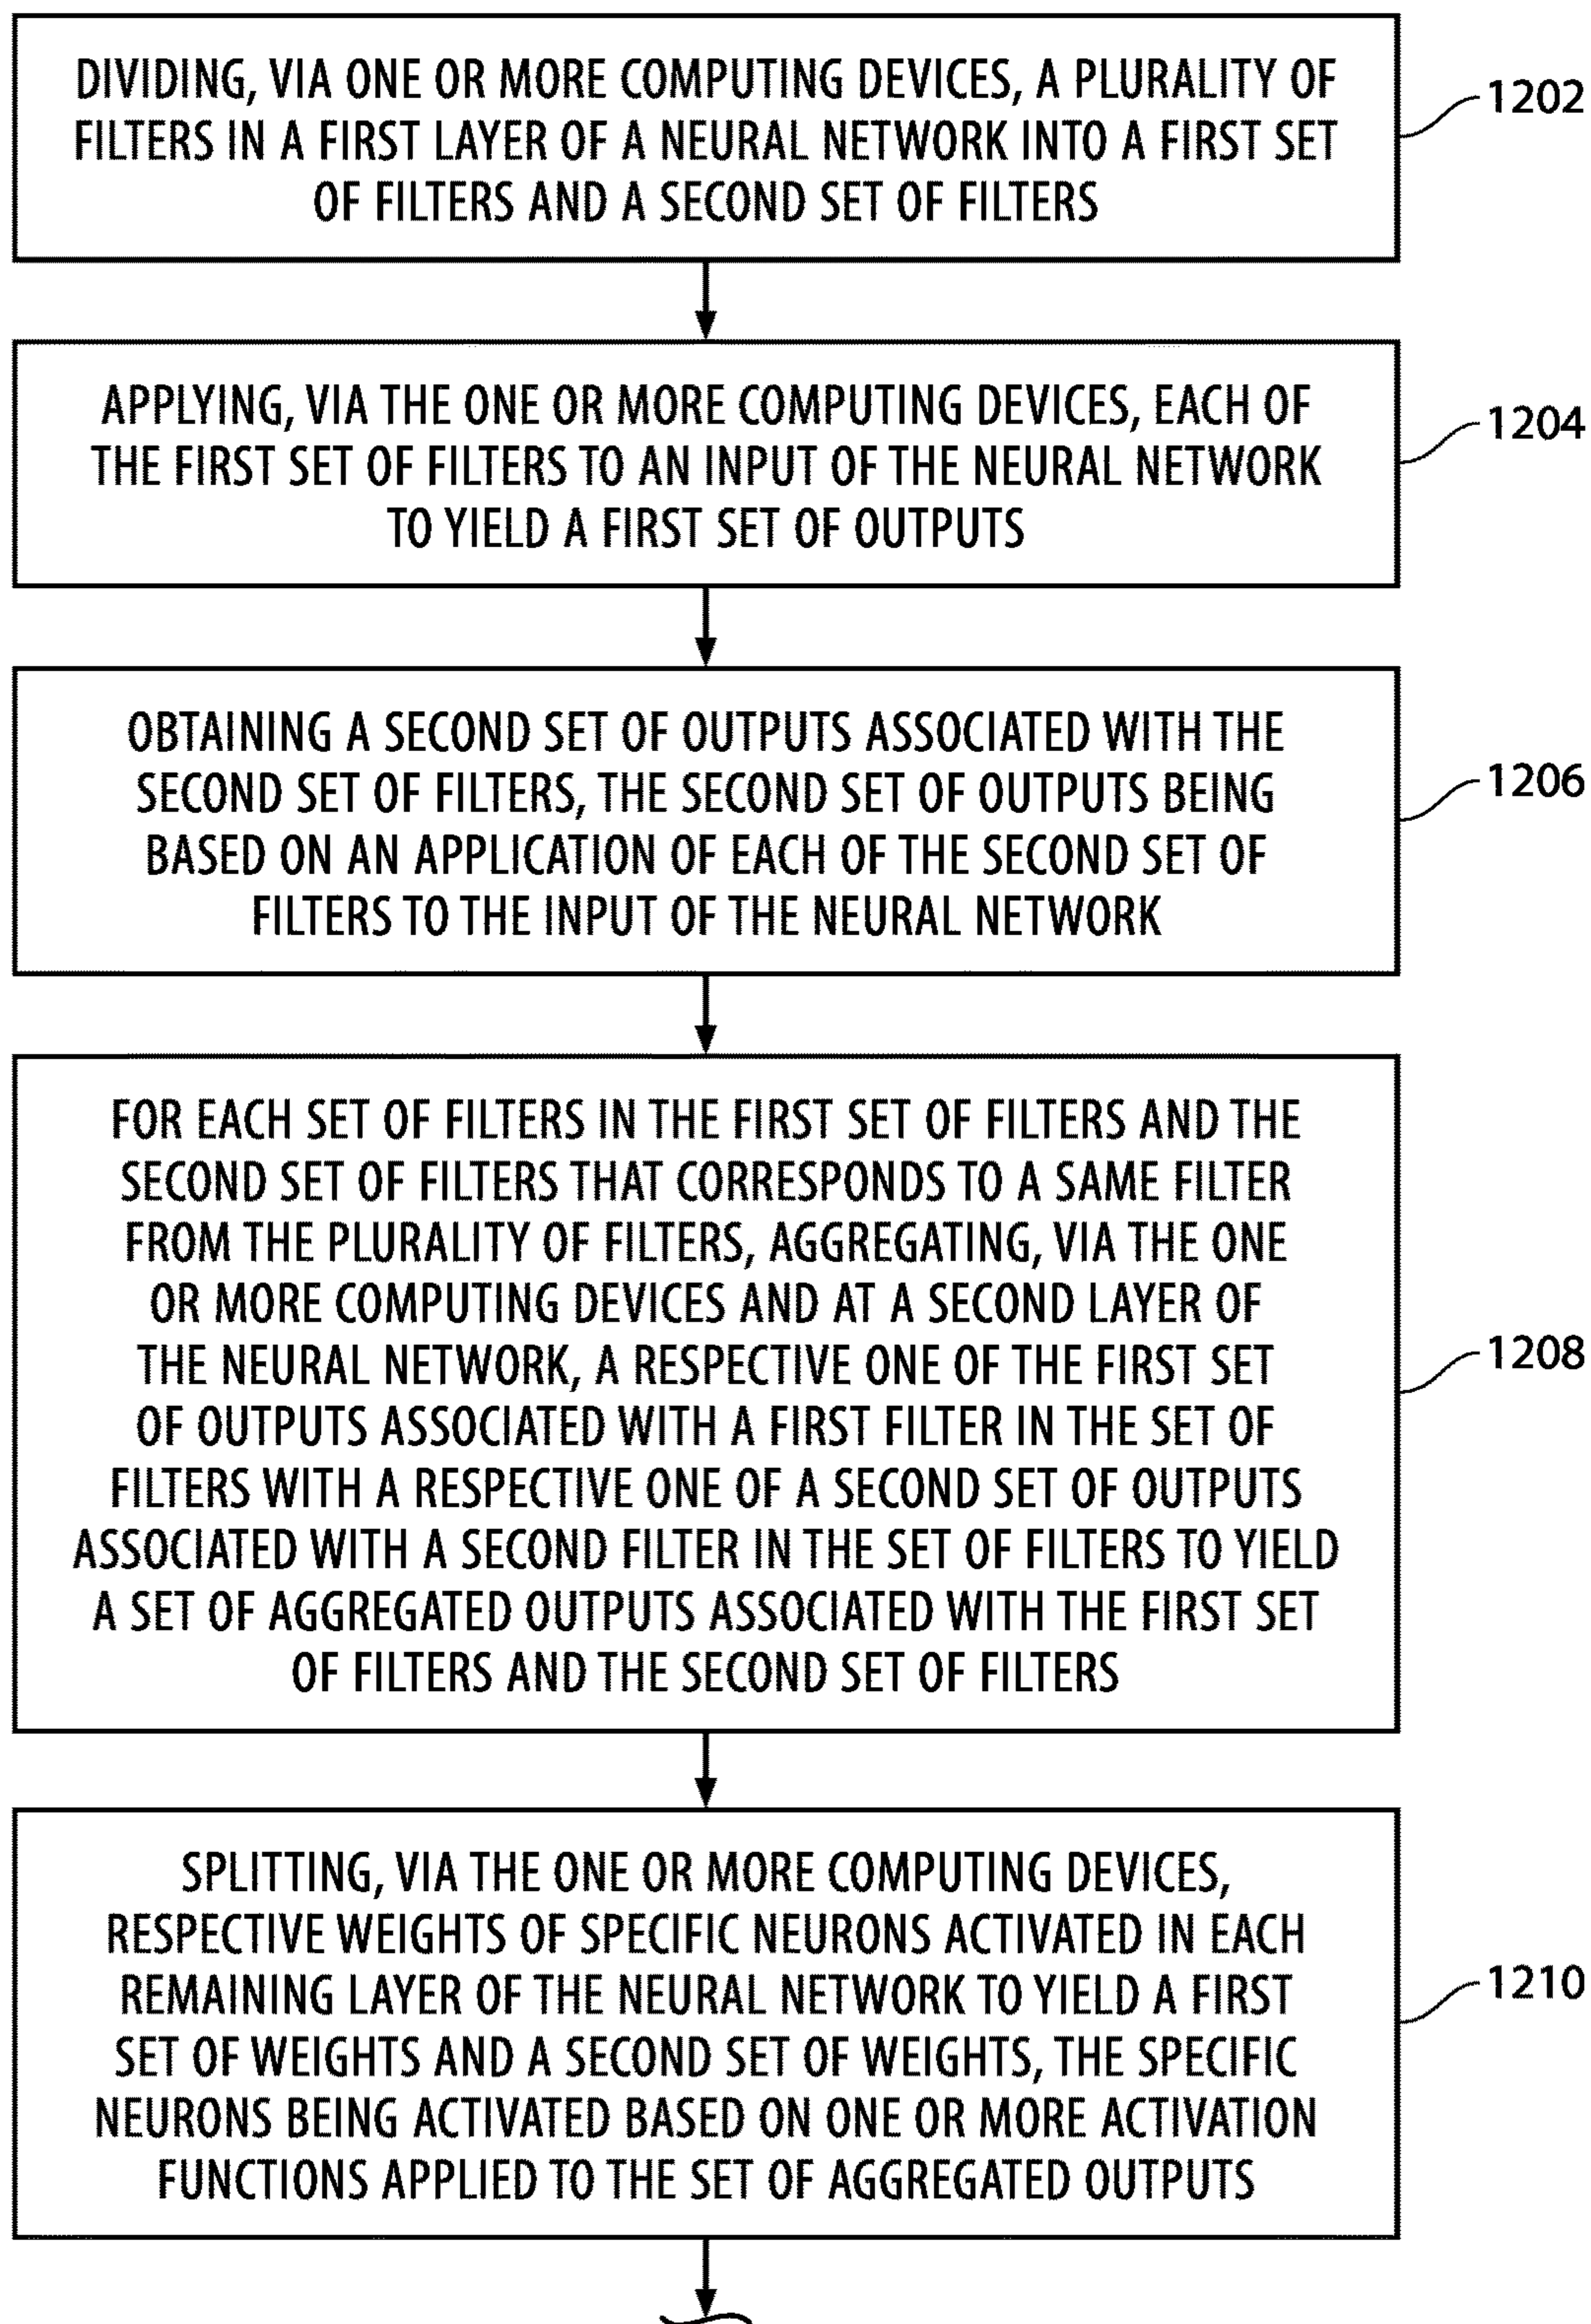 DIVIDING, VIA ONE OR MORE COMPUTING DEVICES, A PLURALITY OF
FILTERS IN A FIRST LAYER OF A NEURAL NETWORK INTO A FIRST SET
OF FILTERS AND A SECOND SET OF FILTERS
1202
APPLYING, VIA THE ONE OR MORE COMPUTING DEVICES, EACH OF
THE FIRST SET OF FILTERS TO AN INPUT OF THE NEURAL NETWORK
TO YIELD A FIRST SET OF OUTPUTS
1204
OBTAINING A SECOND SET OF OUTPUTS ASSOCIATED WITH THE
SECOND SET OF FILTERS, THE SECOND SET OF OUTPUTS BEING
BASED ON AN APPLICATION OF EACH OF THE SECOND SET OF
FILTERS TO THE INPUT OF THE NEURAL NETWORK
1206
FOR EACH SET OF FILTERS IN THE FIRST SET OF FILTERS AND THE
SECOND SET OF FILTERS THAT CORRESPONDS TO A SAME FILTER
FROM THE PLURALITY OF FILTERS, AGGREGATING, VIA THE ONE
OR MORE COMPUTING DEVICES AND AT A SECOND LAYER OF
THE NEURAL NETWORK, A RESPECTIVE ONE OF THE FIRST SET
OF OUTPUTS ASSOCIATED WITH A FIRST FILTER IN THE SET OF
FILTERS WITH A RESPECTIVE ONE OF A SECOND SET OF OUTPUTS
ASSOCIATED WITH A SECOND FILTER IN THE SET OF FILTERS TO YIELD
A SET OF AGGREGATED OUTPUTS ASSOCIATED WITH THE FIRST SET
OF FILTERS AND THE SECOND SET OF FILTERS
1208
SPLITTING, VIA THE ONE OR MORE COMPUTING DEVICES,
RESPECTIVE WEIGHTS OF SPECIFIC NEURONS ACTIVATED IN EACH
REMAINING LAYER OF THE NEURAL NETWORK TO YIELD A FIRST
SET OF WEIGHTS AND A SECOND SET OF WEIGHTS, THE SPECIFIC
NEURONS BEING ACTIVATED BASED ON ONE OR MORE ACTIVATION
FUNCTIONS APPLIED TO THE SET OF AGGREGATED OUTPUTS
1210